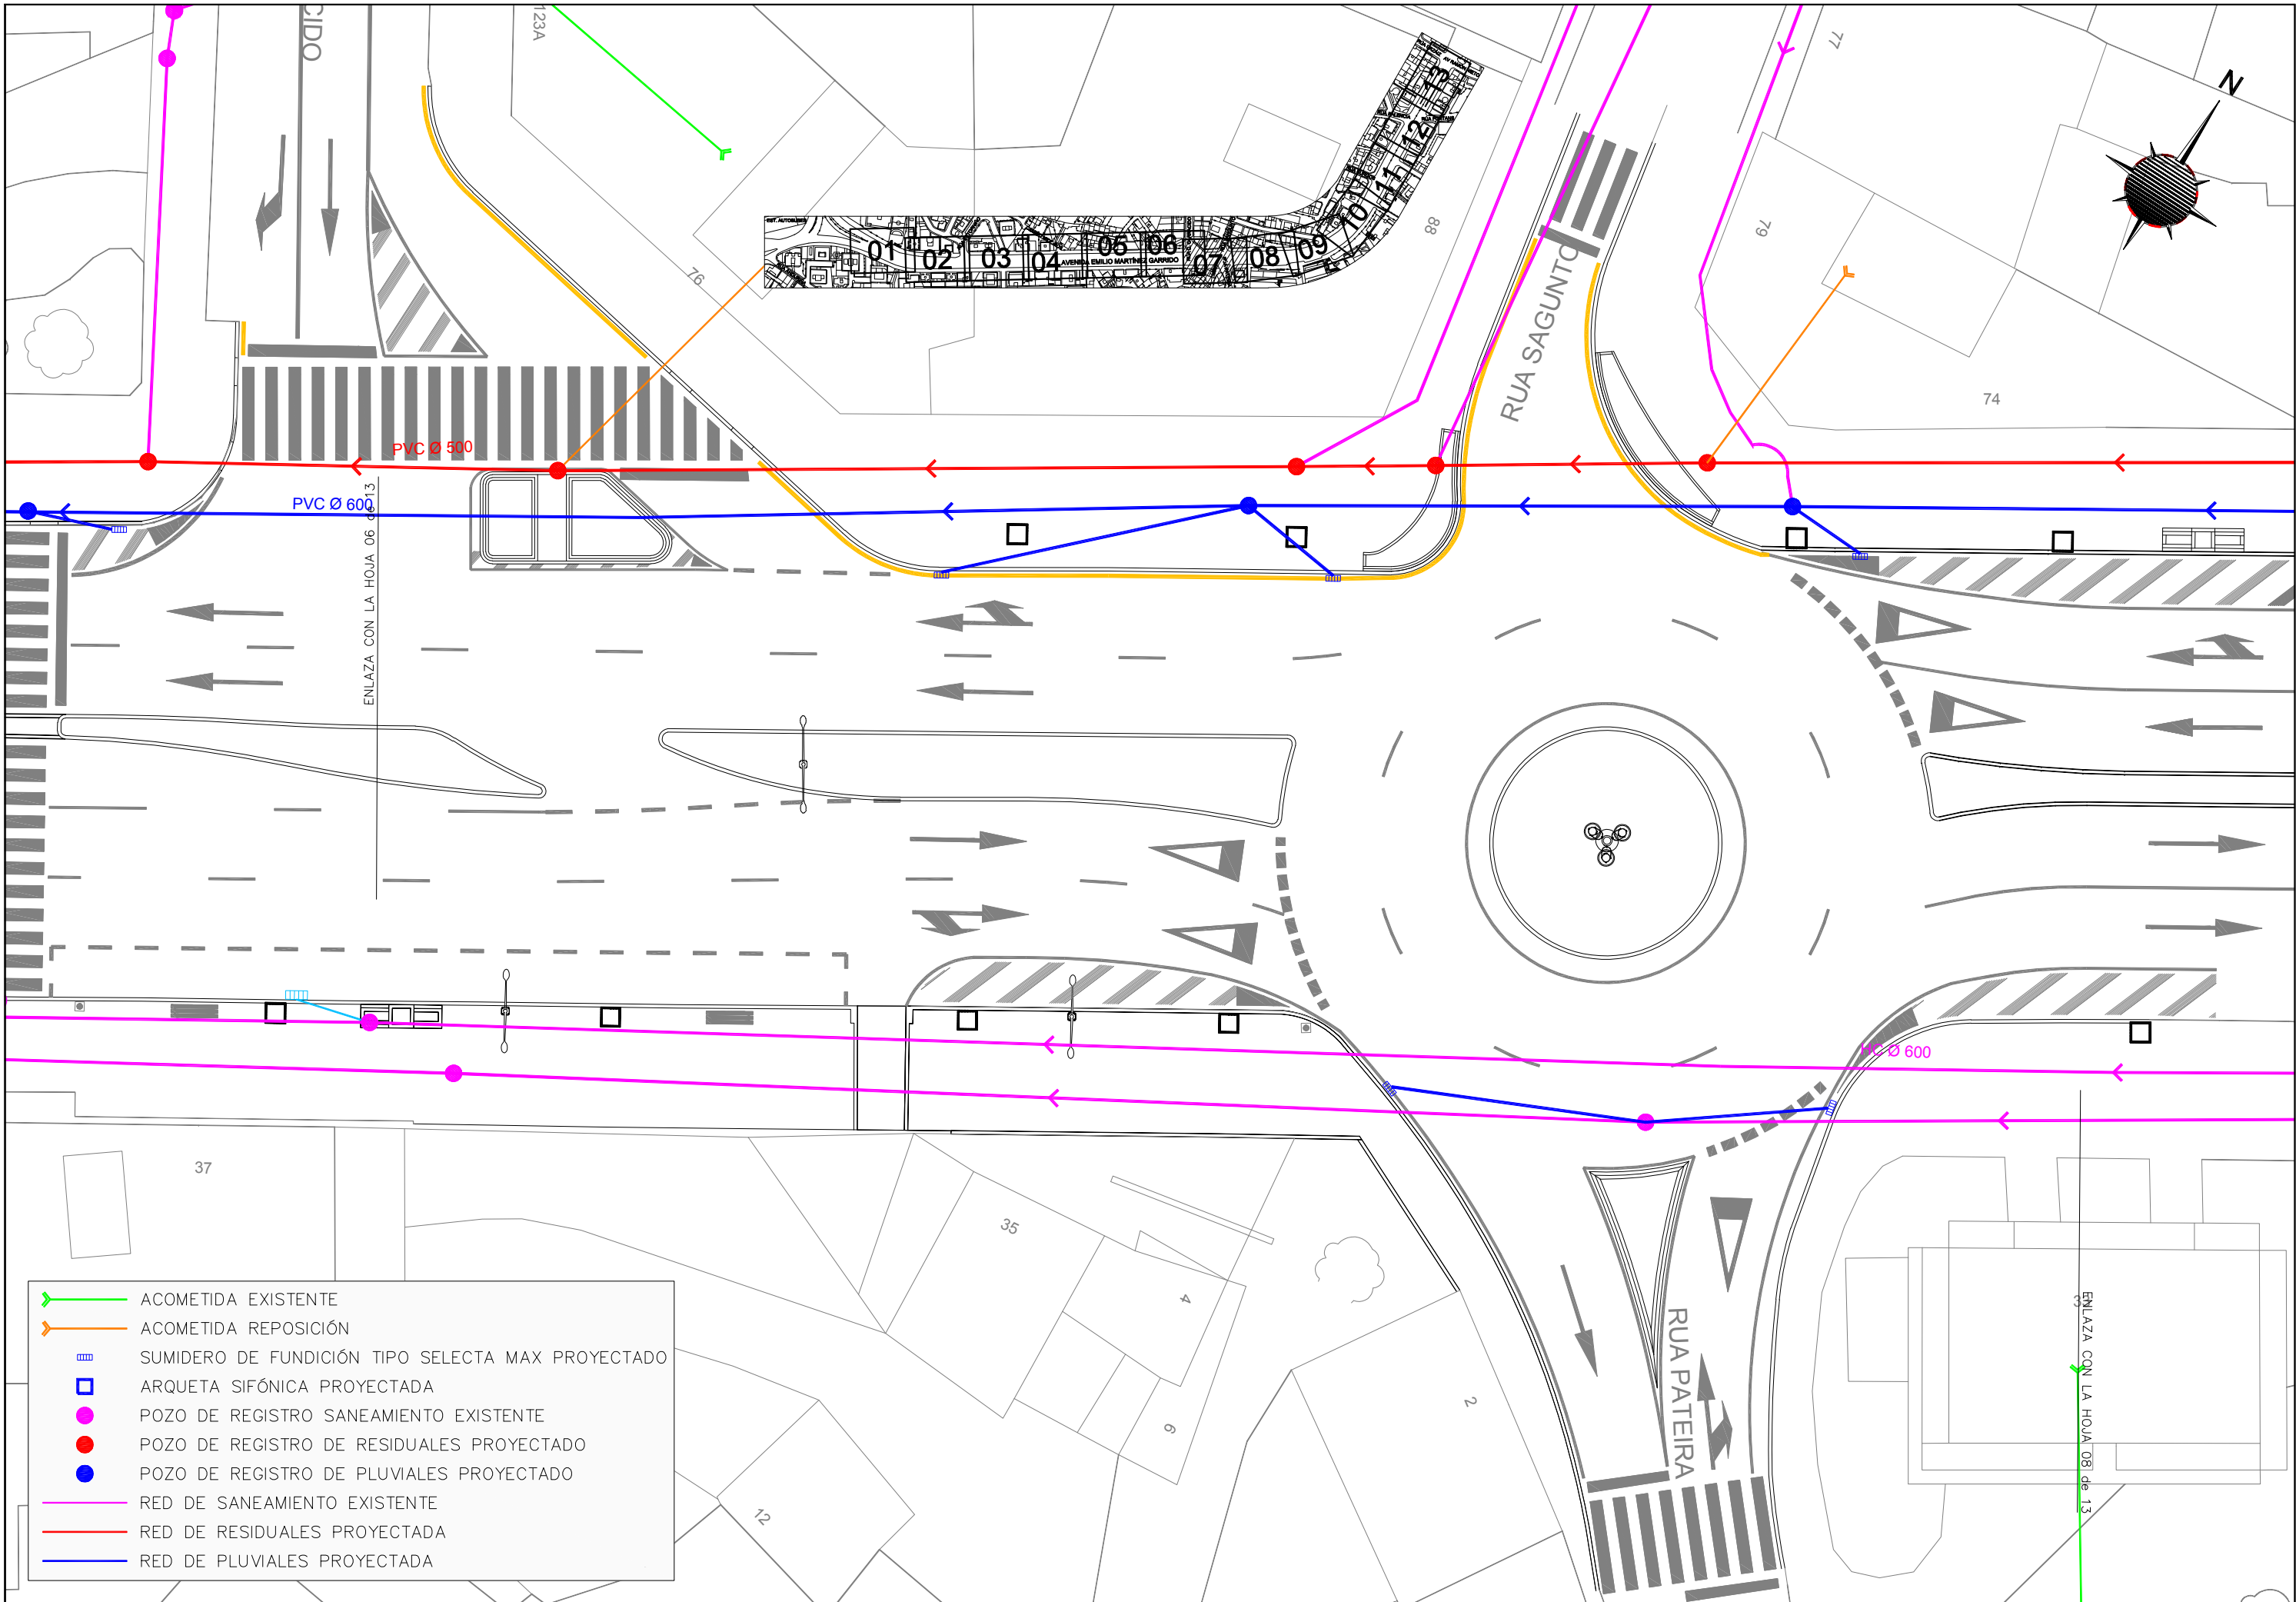 CIDO
123A
77
N
88
79
76
01
02
03
04
05
06
07
08
09
10
11
12
13
AVENIDA EMILIO MARTÍNEZ GARRIDO
RUA SAGUNTO
74
PVC Ø 500
PVC Ø 600
ENLAZA CON LA HOJA 06 de 13
HC Ø 600
37
35
4
6
2
12
RUA PATEIRA
ENLAZA CON LA HOJA 08 de 13
ACOMETIDA EXISTENTE
ACOMETIDA REPOSICIÓN
SUMIDERO DE FUNDICIÓN TIPO SELECTA MAX PROYECTADO
ARQUETA SIFÓNICA PROYECTADA
POZO DE REGISTRO SANEAMIENTO EXISTENTE
POZO DE REGISTRO DE RESIDUALES PROYECTADO
POZO DE REGISTRO DE PLUVIALES PROYECTADO
RED DE SANEAMIENTO EXISTENTE
RED DE RESIDUALES PROYECTADA
RED DE PLUVIALES PROYECTADA